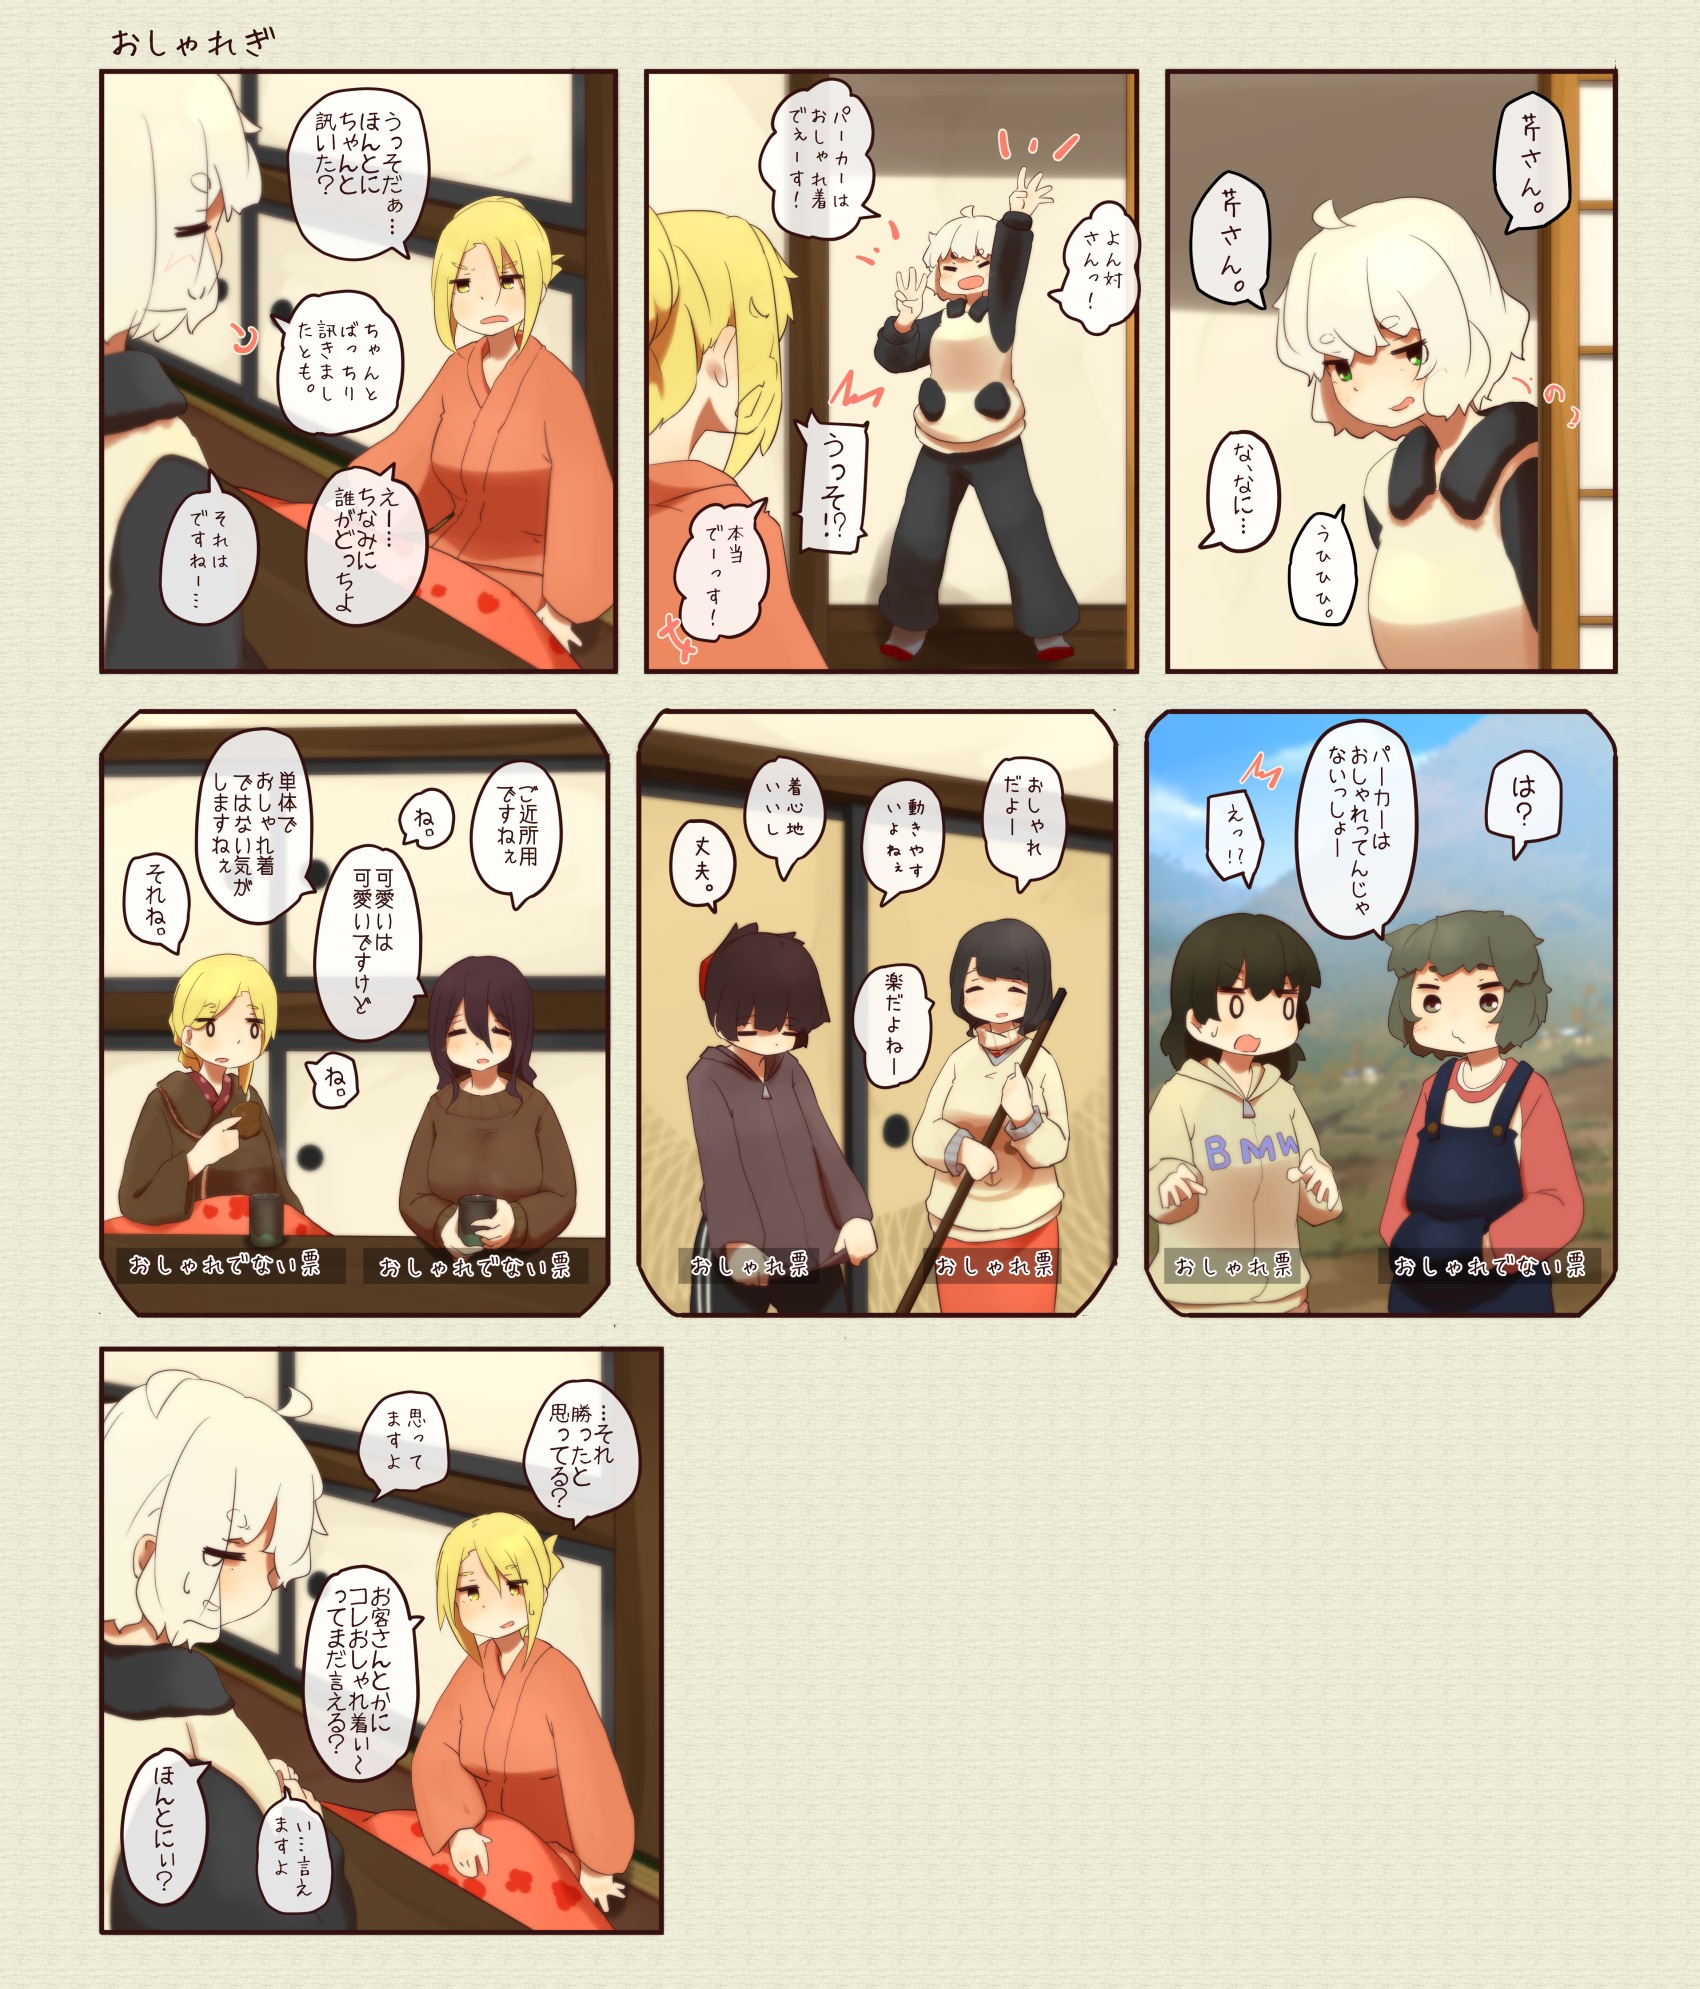 おしゃれぎ
芹さん。
芹さん。
な、なに…
うひひひ。
よん対
さんっ！
パーカーは
おしゃれ着
でぇーす！
うっそ!?
本当
でーっす！
うっそだぁ…
ほんとに
ちゃんと
訊いた？
ちゃんと
ばっちり
訊きまし
たとも。
えー…
ちなみに
誰がどっちよ
それは
ですねー…
は？
パーカーは
おしゃれってんじゃ
ないっしょー
えっ!?
BMW
おしゃれ票
おしゃれでない票
おしゃれ
だよー
動きやす
いよねぇ
着心地
いいし
丈夫。
楽だよねー
おしゃれ票
おしゃれ票
ご近所用
ですねぇ
ね。
可愛いは
可愛いですけど
単体で
おしゃれ着
ではない気が
しますねぇ
それね。
ね。
おしゃれでない票
おしゃれでない票
…それ
勝ったと
思ってる？
思って
ますよ
お客さんとかに
コレおしゃれ着ぃ～
ってまだ言える？
い…言え
ますよ
ほんとにぃ？